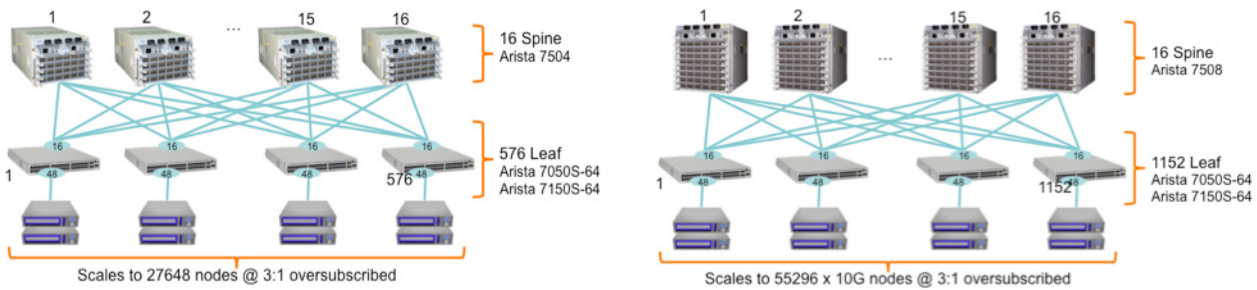 1 2 ... 15 16
16 Spine
Arista 7504
16 16 16 16
576 Leaf
Arista 7050S-64
Arista 7150S-64
1 48 48 48 576 48
Scales to 27648 nodes @ 3:1 oversubscribed
1 2 ... 15 16
16 Spine
Arista 7508
16 16 16 16
1152 Leaf
Arista 7050S-64
Arista 7150S-64
1 48 48 48 1152 48
Scales to 55296 x 10G nodes @ 3:1 oversubscribed